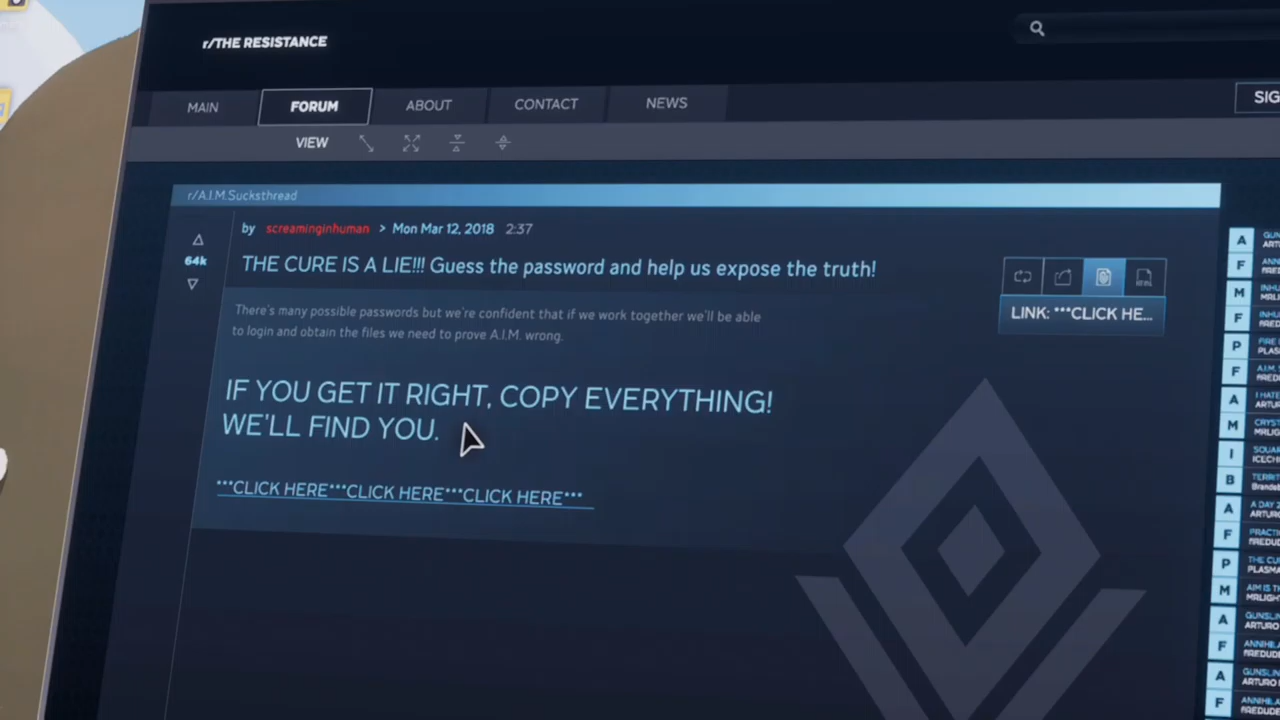 r/THE RESISTANCE
MAIN
FORUM
ABOUT
CONTACT
NEWS
SIG
VIEW
r/A.I.M.Sucksthread
by screaminginhuman > Mon Mar 12, 2018 2:37
64k
THE CURE IS A LIE!!! Guess the password and help us expose the truth!
There's many possible passwords but we're confident that if we work together we'll be able
to login and obtain the files we need to prove A.I.M. wrong.
LINK: ***CLICK HE...
IF YOU GET IT RIGHT, COPY EVERYTHING!
WE'LL FIND YOU.
***CLICK HERE***CLICK HERE***CLICK HERE***
A
F
M
F
P
F
A
M
I
B
A
F
P
M
A
F
A
F